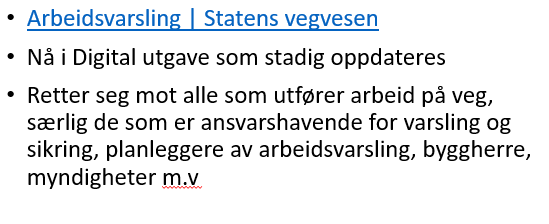 • Arbeidsvarsling | Statens vegvesen
• Nå i Digital utgave som stadig oppdateres
• Retter seg mot alle som utfører arbeid på veg,
særlig de som er ansvarshavende for varsling og
sikring, planleggere av arbeidsvarsling, byggherre,
myndigheter m.v